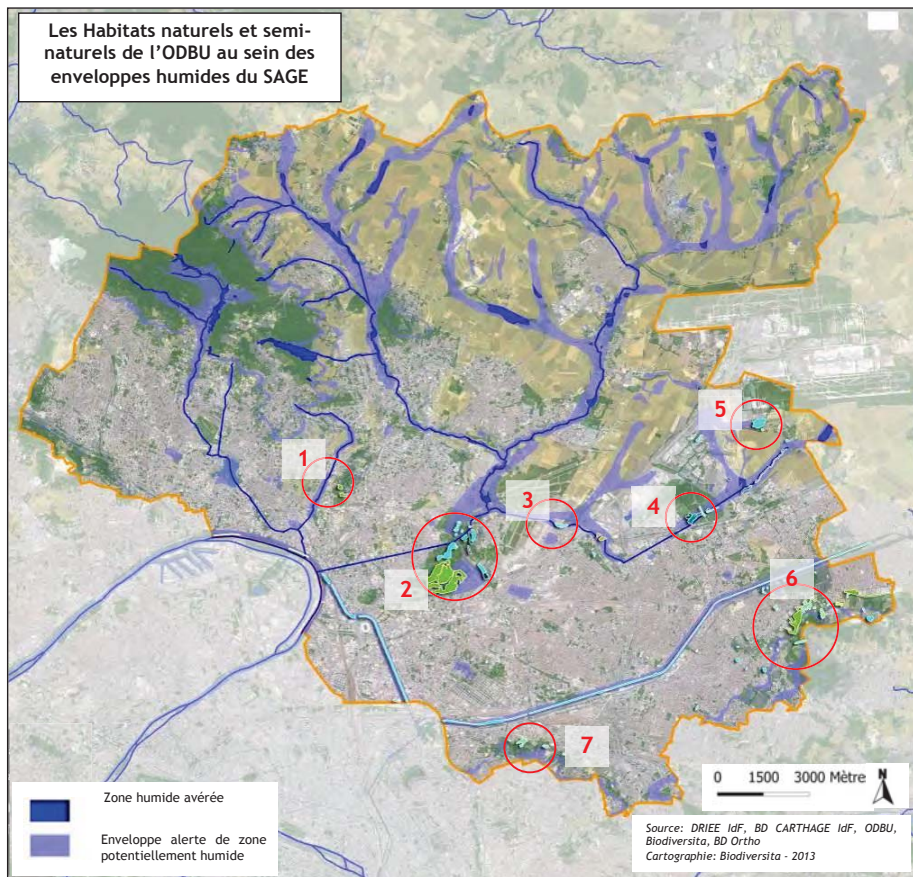 Les Habitats naturels et semi-
naturels de l’ODBU au sein des
enveloppes humides du SAGE
5
1
3
4
2
6
7
0 1500 3000 Mètre
N
Zone humide avérée
Enveloppe alerte de zone
potentiellement humide
Source: DRIEE IdF, BD CARTHAGE IdF, ODBU,
Biodiversita, BD Ortho
Cartographie: Biodiversita - 2013